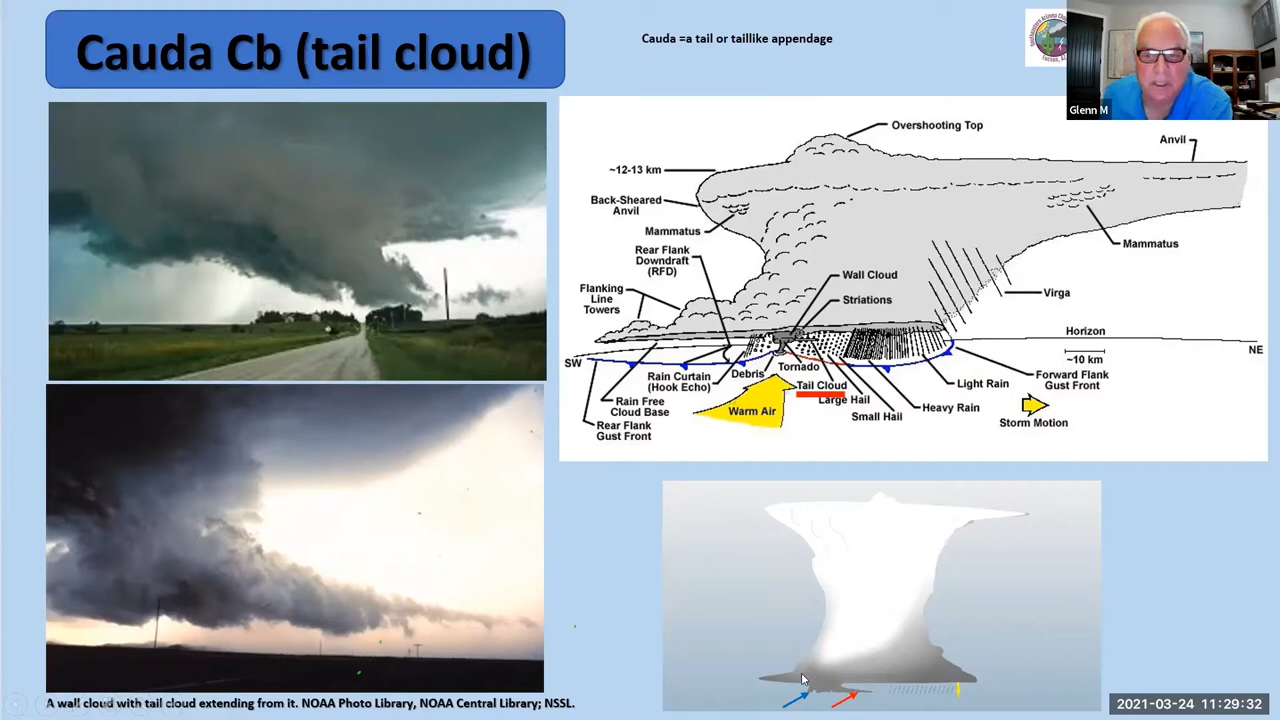 Cauda Cb (tail cloud)
Cauda =a tail or taillike appendage
Glenn M
Overshooting Top
Anvil
~12-13 km
Back-Sheared
Anvil
Mammatus
Mammatus
Rear Flank
Downdraft
(RFD)
Wall Cloud
Striations
Virga
Flanking
Line
Towers
Horizon
SW
NE
~10 km
Rain Curtain
(Hook Echo)
Debris
Tornado
Tail Cloud
Large Hail
Small Hail
Heavy Rain
Light Rain
Forward Flank
Gust Front
Rain Free
Cloud Base
Rear Flank
Gust Front
Warm Air
Storm Motion
A wall cloud with tail cloud extending from it. NOAA Photo Library, NOAA Central Library; NSSL.
2021-03-24 11:29:32